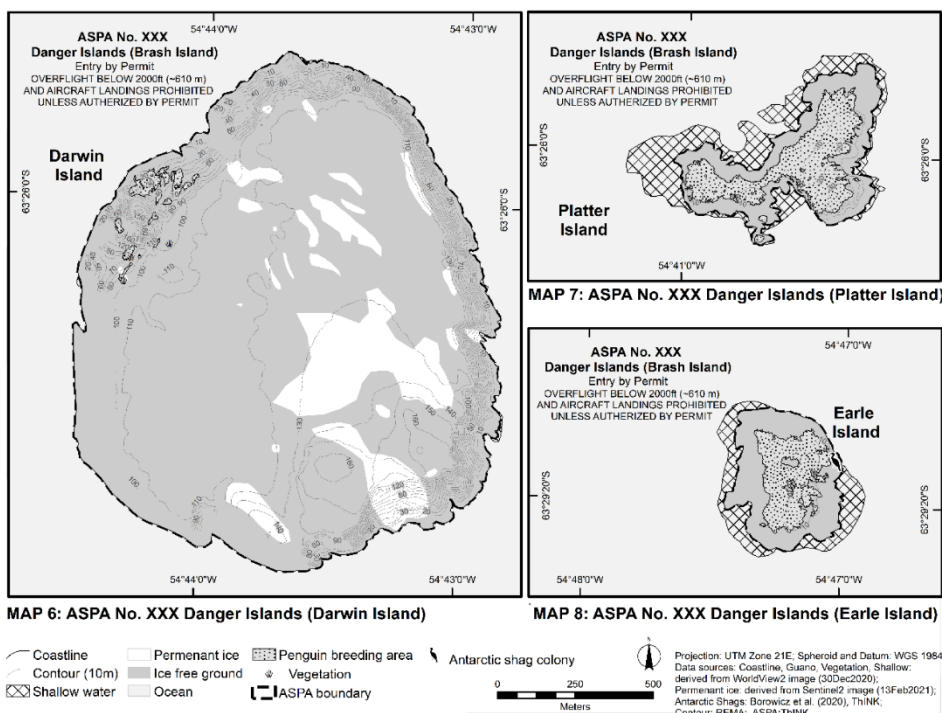 54°44'0"W
54°43'0"W
ASPA No. XXX
Danger Islands (Brash Island)
Entry by Permit
OVERFLIGHT BELOW 2000ft (~610 m)
AND AIRCRAFT LANDINGS PROHIBITED
UNLESS AUTHERIZED BY PERMIT
Darwin
Island
63°26'0"S
63°26'0"S
54°44'0"W
54°43'0"W
MAP 6: ASPA No. XXX Danger Islands (Darwin Island)
ASPA No. XXX
Danger Islands (Brash Island)
Entry by Permit
OVERFLIGHT BELOW 2000ft (~610 m)
AND AIRCRAFT LANDINGS PROHIBITED
UNLESS AUTHERIZED BY PERMIT
63°26'0"S
63°26'0"S
Platter
Island
54°41'0"W
MAP 7: ASPA No. XXX Danger Islands (Platter Island)
54°47'0"W
ASPA No. XXX
Danger Islands (Brash Island)
Entry by Permit
OVERFLIGHT BELOW 2000ft (~610 m)
AND AIRCRAFT LANDINGS PROHIBITED
UNLESS AUTHERIZED BY PERMIT
Earle
Island
63°29'20"S
63°29'20"S
54°48'0"W
54°47'0"W
MAP 8: ASPA No. XXX Danger Islands (Earle Island)
Coastline
Contour (10m)
Shallow water
Permenant ice
Ice free ground
Ocean
Penguin breeding area
Vegetation
ASPA boundary
Antarctic shag colony
0 250 500
Meters
Projection: UTM Zone 21E; Spheroid and Datum: WGS 1984
Data sources: Coastline, Guano, Vegetation, Shallow:
derived from WorldView2 image (30Dec2020);
Permenant ice: derived from Sentinel2 image (13Feb2021);
Antarctic Shags: Borowicz et al. (2020), ThINK;
Contour: REMA; ASPA:ThINK